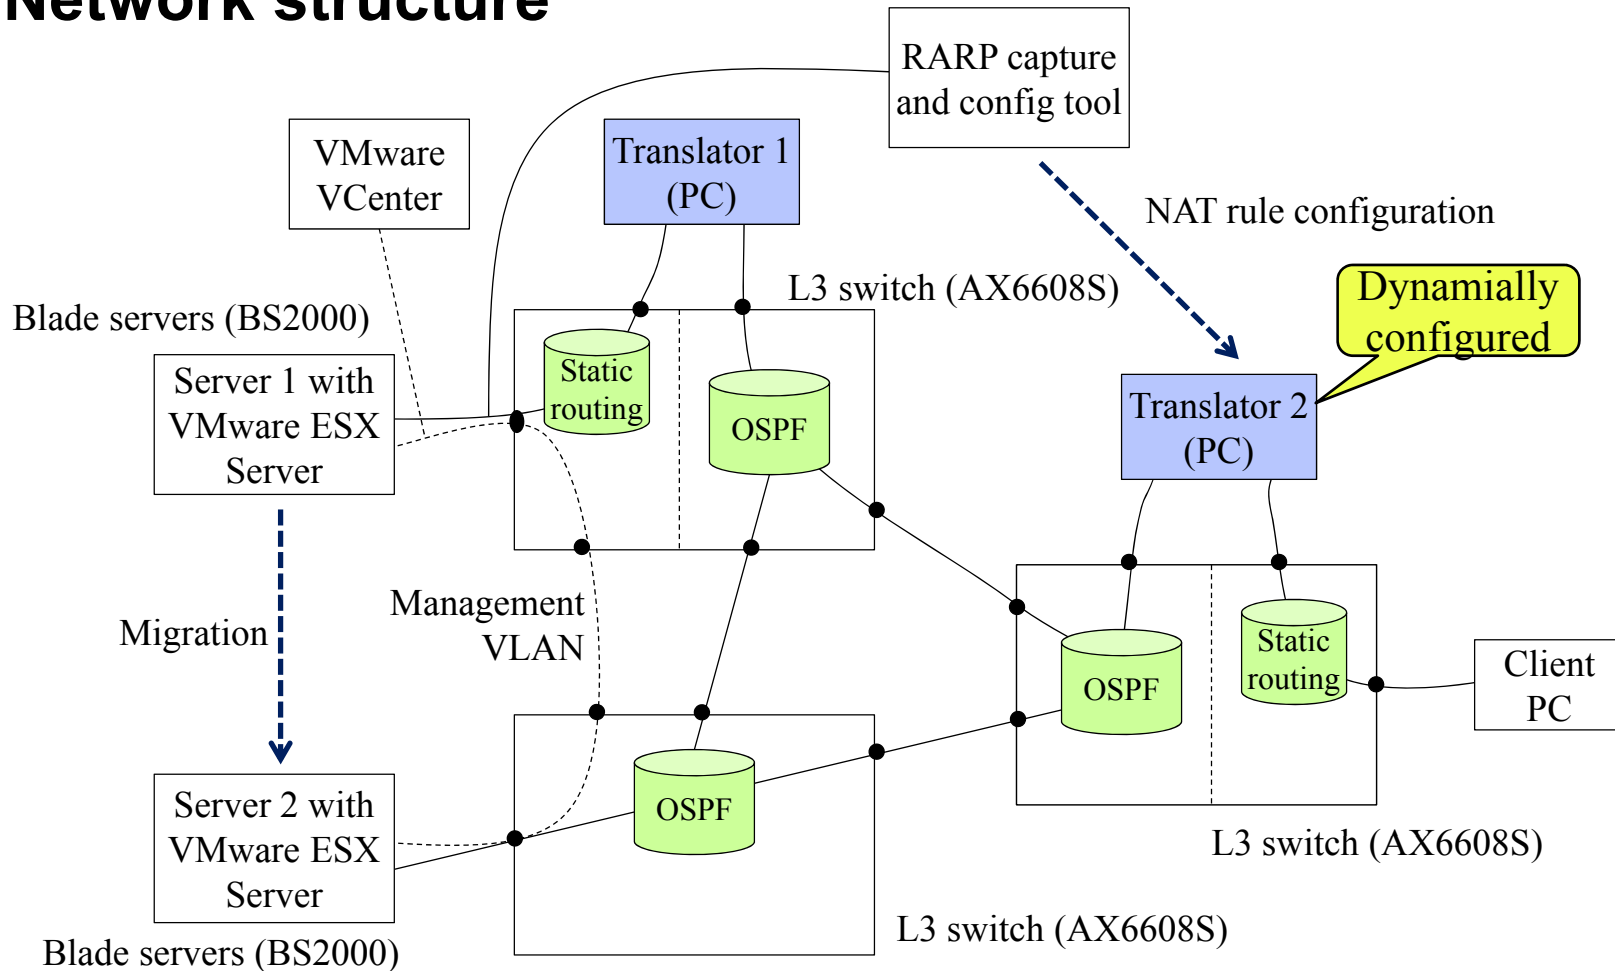 Network structure
RARP capture
and config tool
VMware
VCenter
Translator 1
(PC)
NAT rule configuration
L3 switch (AX6608S)
Dynamially
configured
Blade servers (BS2000)
Server 1 with
VMware ESX
Server
Static
routing
OSPF
Translator 2
(PC)
Management
VLAN
Migration
OSPF
Static
routing
Client
PC
Server 2 with
VMware ESX
Server
OSPF
L3 switch (AX6608S)
L3 switch (AX6608S)
Blade servers (BS2000)